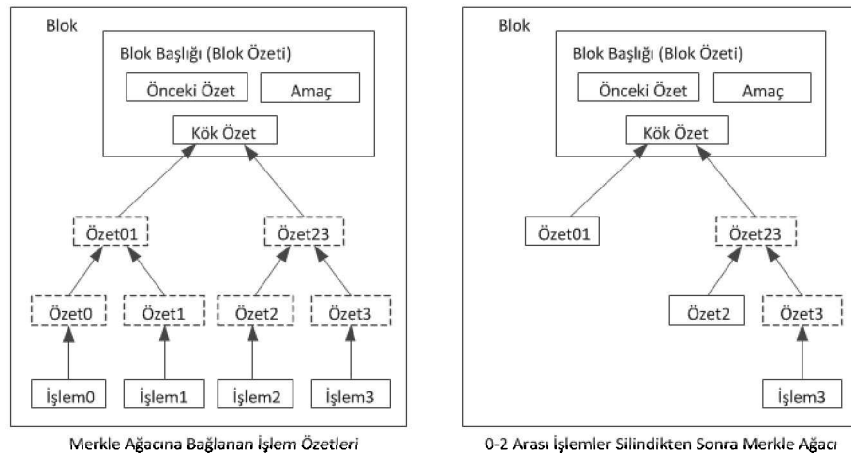 Blok
Blok Başlığı (Blok Özeti)
Önceki Özet
Amaç
Kök Özet
Özet01
Özet23
Özet0
Özet1
Özet2
Özet3
İşlem0
İşlem1
İşlem2
İşlem3
Merkle Ağacına Bağlanan İşlem Özetleri
Blok
Blok Başlığı (Blok Özeti)
Önceki Özet
Amaç
Kök Özet
Özet01
Özet23
Özet2
Özet3
İşlem3
0-2 Arası İşlemler Silindikten Sonra Merkle Ağacı